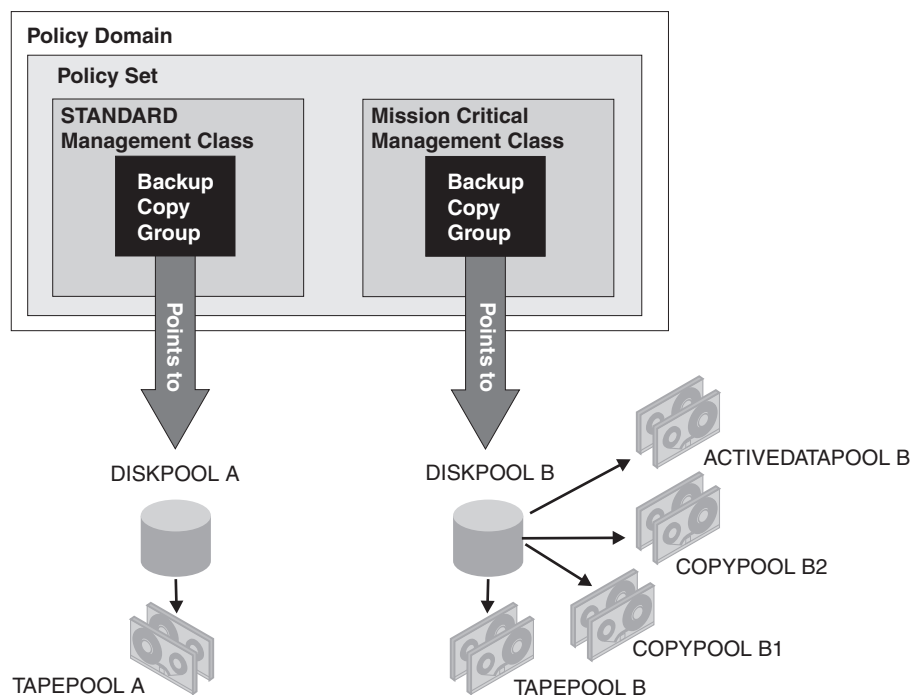 Policy Domain
Policy Set
STANDARD
Management Class
Backup
Copy
Group
Points to
Mission Critical
Management Class
Backup
Copy
Group
Points to
DISKPOOL A
DISKPOOL B
ACTIVEDATAPOOL B
COPYPOOL B2
COPYPOOL B1
TAPEPOOL A
TAPEPOOL B